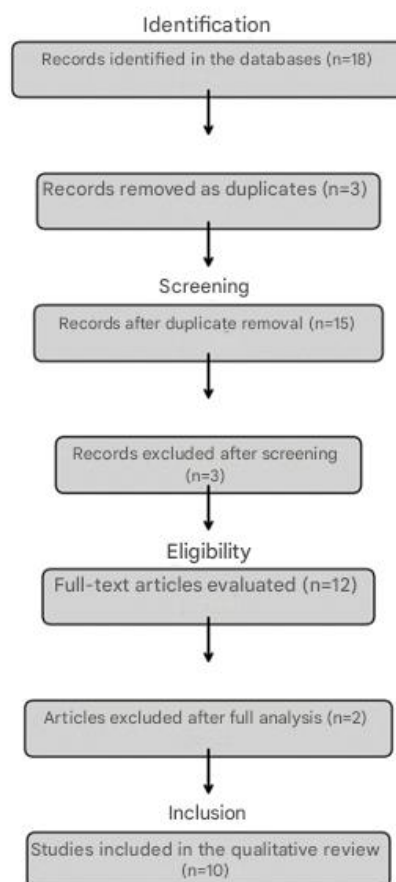 Identification
Records identified in the databases (n=18)
Records removed as duplicates (n=3)
Screening
Records after duplicate removal (n=15)
Records excluded after screening
(n=3)
Eligibility
Full-text articles evaluated (n=12)
Articles excluded after full analysis (n=2)
Inclusion
Studies included in the qualitative review
(n=10)